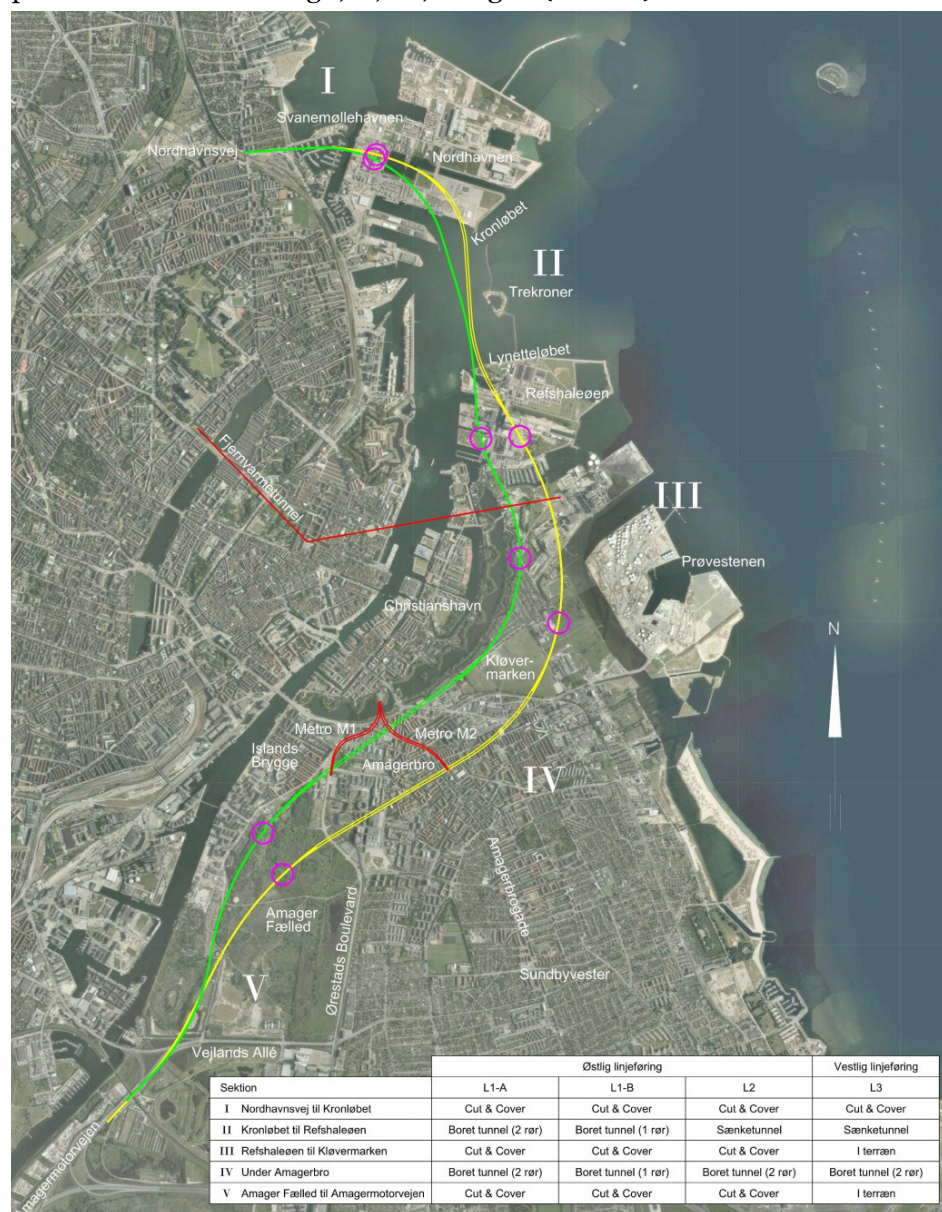 I
Svanemøllehavnen
Nordhavnsvej
Nordhavnen
Kronløbet
II
Trekroner
Lynetteløbet
Refshaleøen
Fjernvarmetunnel
III
Prøvestenen
Christianshavn
N
Kløver-
marken
Metro M1
Metro M2
Islands
Brygge
Amagerbro
IV
Amagerbrogade
Amager
Fælled
Ørestads Boulevard
Sundbyvester
V
Vejlands Allé
Amagermotorvejen
Østlig linjeføring Vestlig linjeføring
Sektion L1-A L1-B L2 L3
I Nordhavnsvej til Kronløbet Cut & Cover Cut & Cover Cut & Cover Cut & Cover
II Kronløbet til Refshaleøen Boret tunnel (2 rør) Boret tunnel (1 rør) Sænketunnel Sænketunnel
III Refshaleøen til Kløvermarken Cut & Cover Cut & Cover Cut & Cover I terræn
IV Under Amagerbro Boret tunnel (2 rør) Boret tunnel (1 rør) Boret tunnel (2 rør) Boret tunnel (2 rør)
V Amager Fælled til Amagermotorvejen Cut & Cover Cut & Cover Cut & Cover I terræn